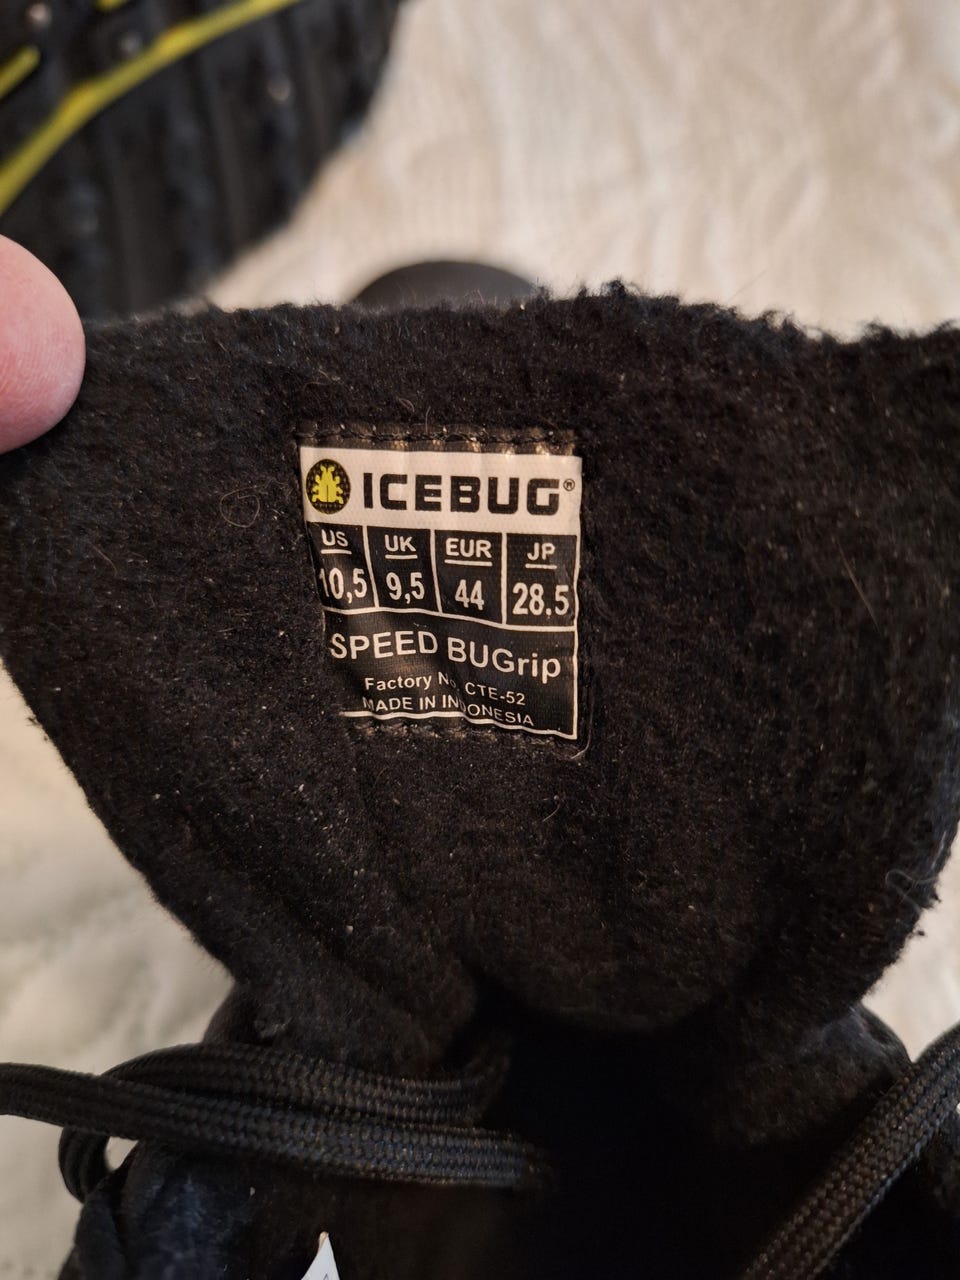 ICEBUG®
US UK EUR JP
10,5 9,5 44 28,5
SPEED BUGrip
Factory No. CTE-52
MADE IN INDONESIA